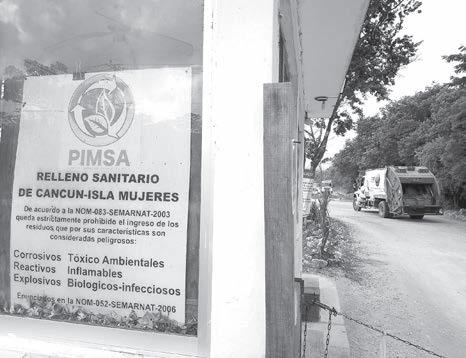 PIMSA
RELLENO SANITARIO
DE CANCUN-ISLA MUJERES
De acuerdo a la NOM-083-SEMARNAT-2003
queda estrictamente prohibido el ingreso de los
residuos que por sus características son
consideradas peligrosos:
Corrosivos Tóxico Ambientales
Reactivos Inflamables
Explosivos Biologicos-infecciosos
Enunciados en la NOM-052-SEMARNAT-2006